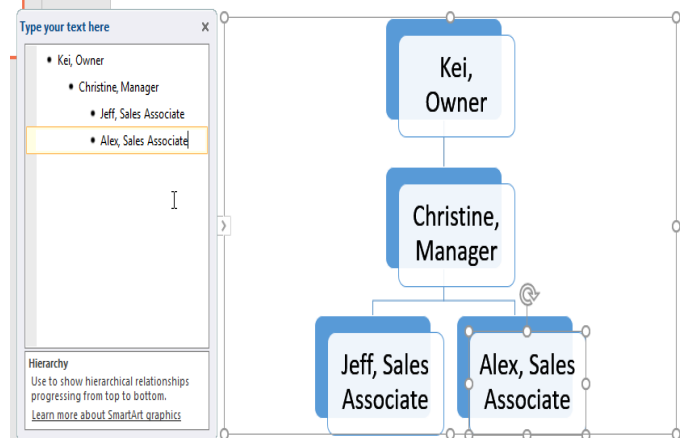 Type your text here
Kei, Owner
Christine, Manager
Jeff, Sales Associate
Alex, Sales Associate
Hierarchy
Use to show hierarchical relationships
progressing from top to bottom.
Learn more about SmartArt graphics
Kei,
Owner
Christine,
Manager
Jeff, Sales
Associate
Alex, Sales
Associate